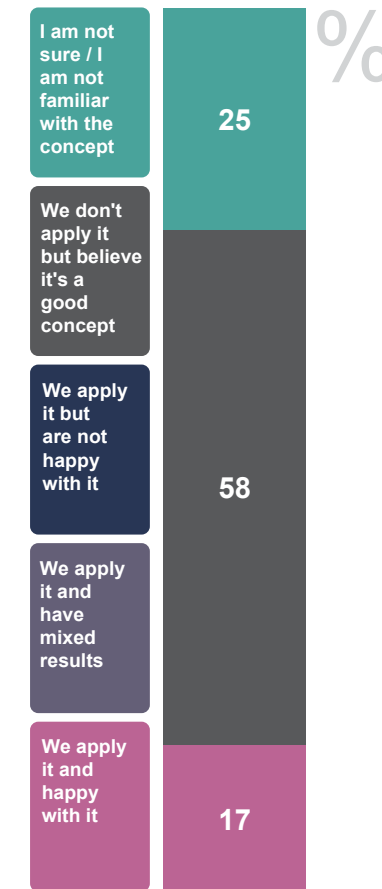 %
I am not
sure / I
am not
familiar
with the
concept
25
We don't
apply it
but believe
it's a
good
concept
We apply
it but
are not
happy
with it
58
We apply
it and
have
mixed
results
We apply
it and
happy
with it
17